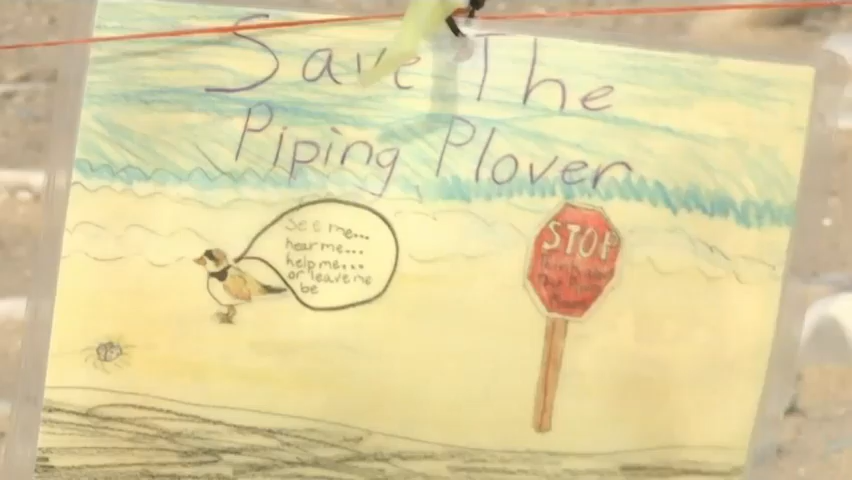 Save The
Piping Plover
see me...
hear me...
help me...
or leave me
be
STOP